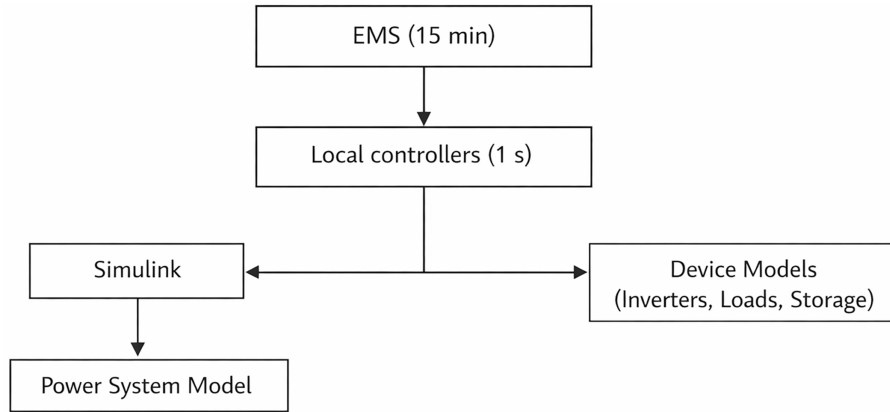 EMS (15 min)
Local controllers (1 s)
Simulink
Device Models
(Inverters, Loads, Storage)
Power System Model